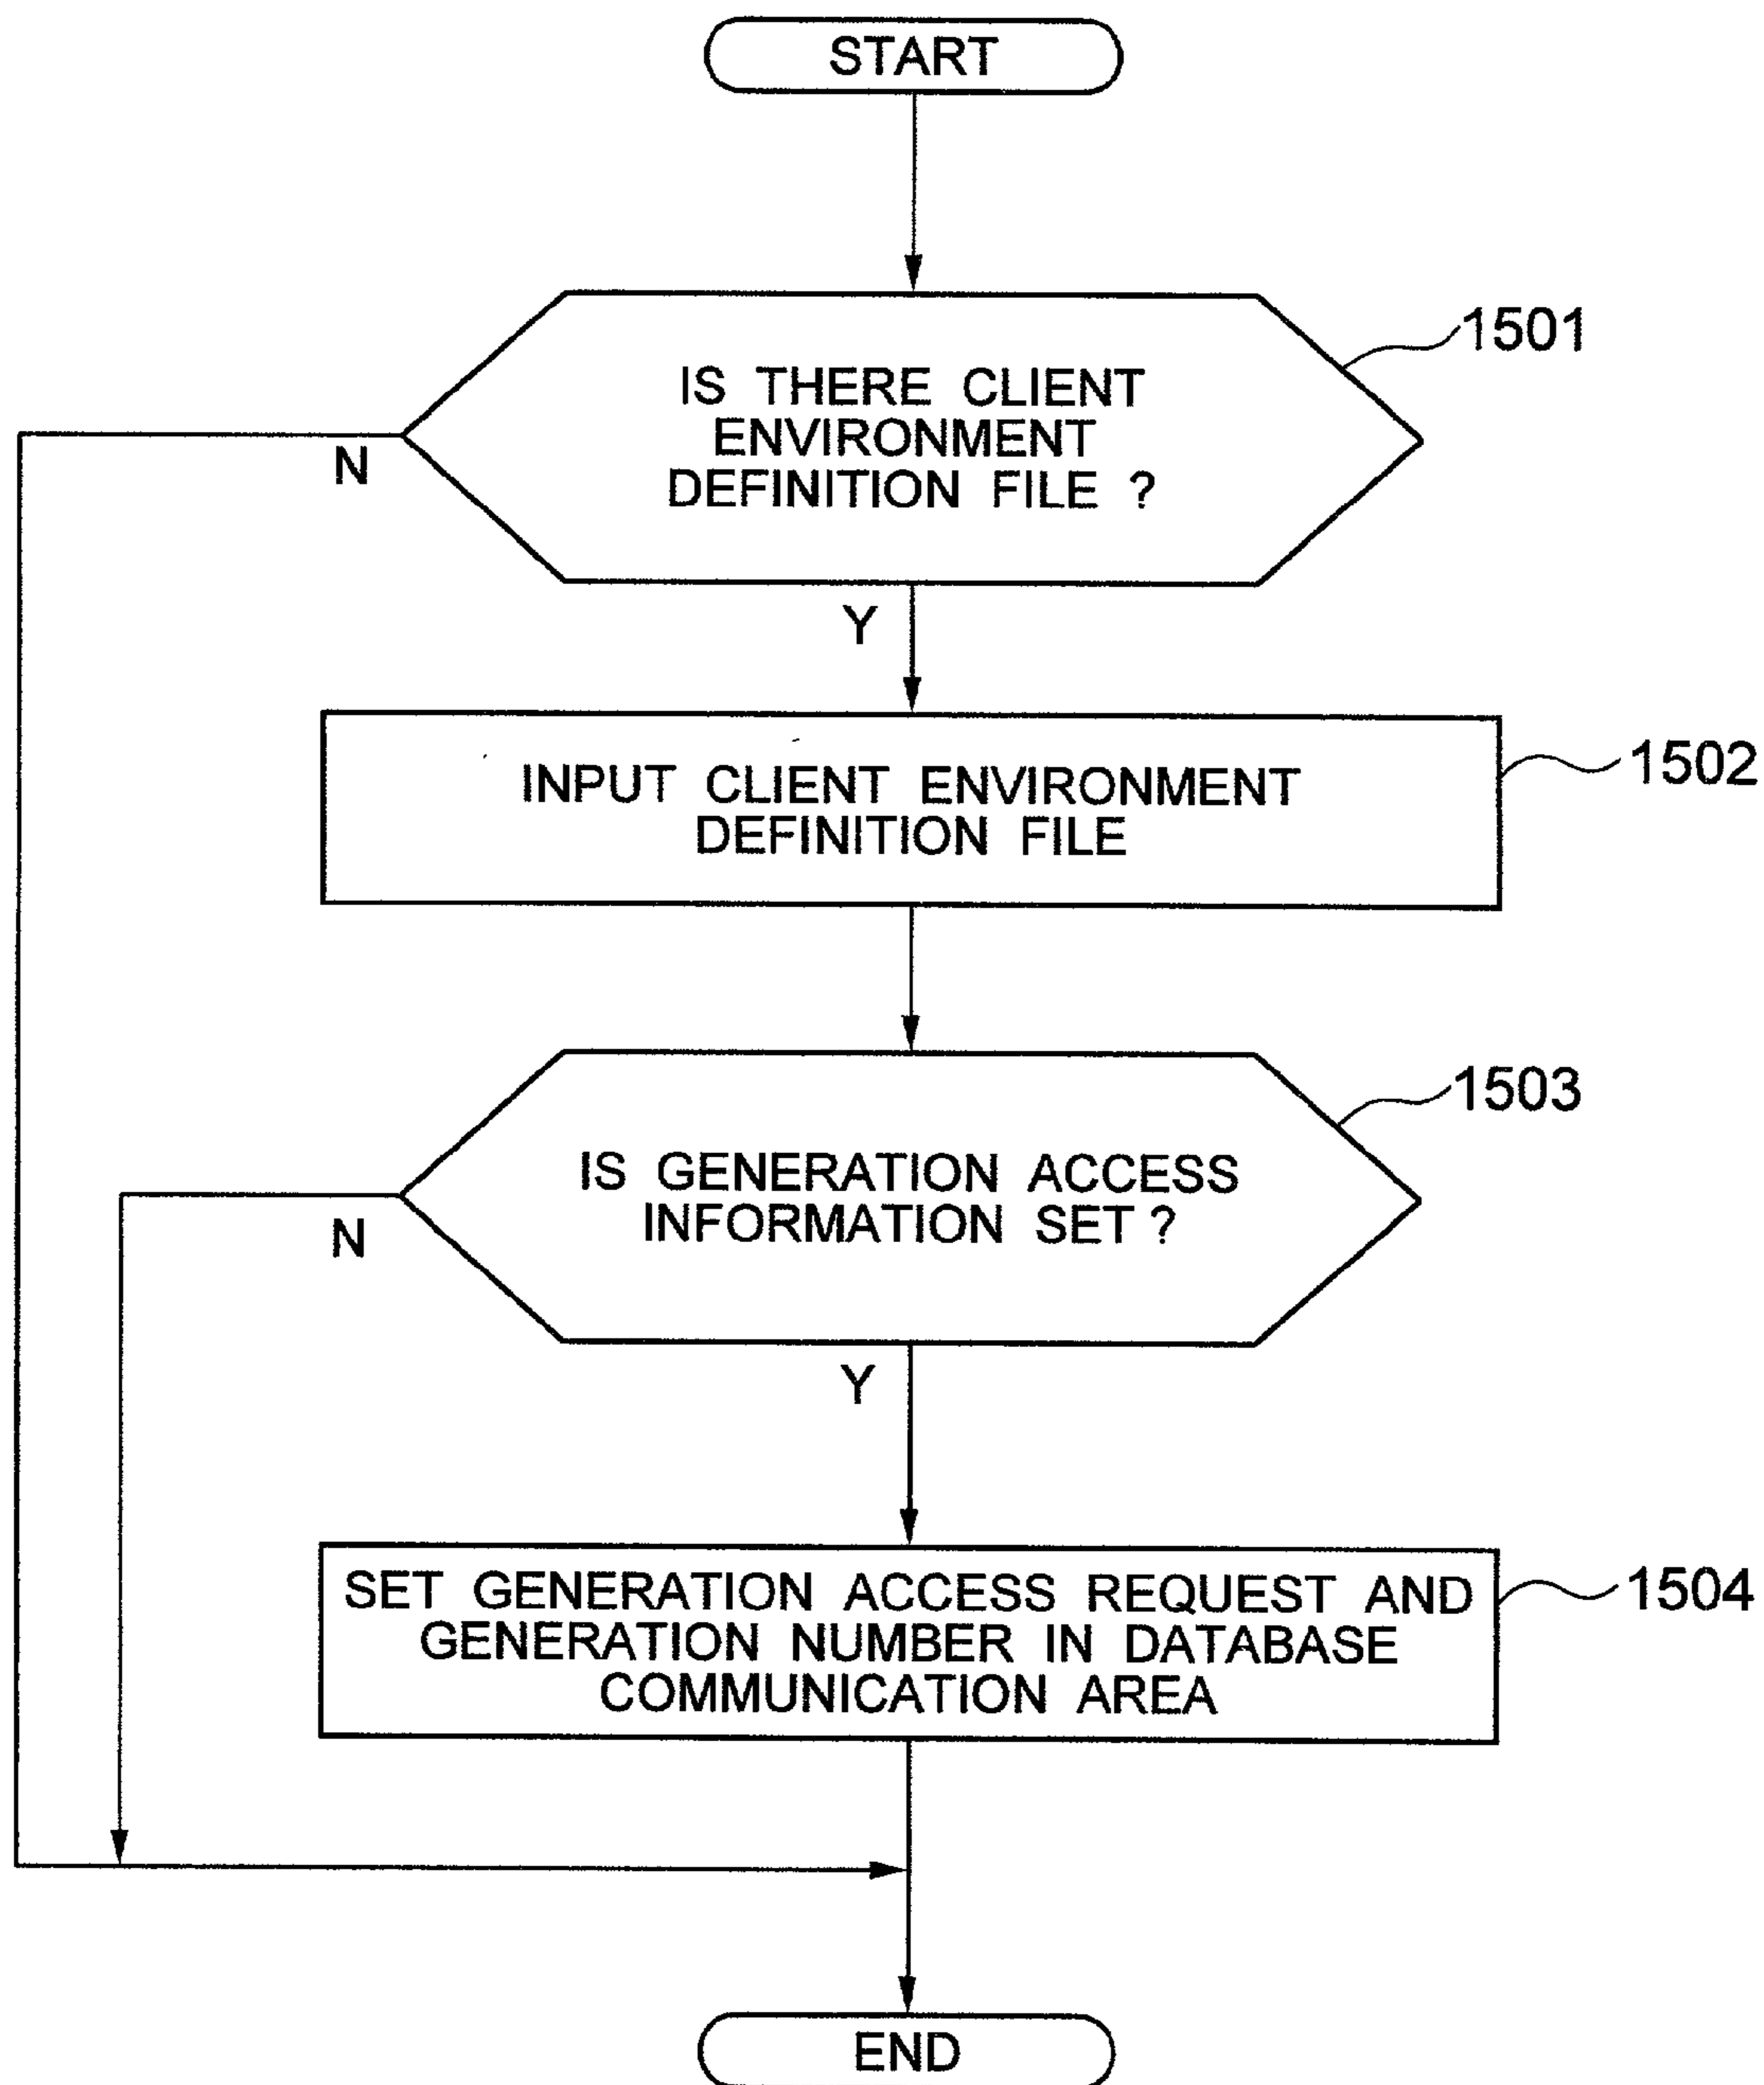 START
1501
IS THERE CLIENT
ENVIRONMENT
DEFINITION FILE ?
N
Y
1502
INPUT CLIENT ENVIRONMENT
DEFINITION FILE
1503
IS GENERATION ACCESS
INFORMATION SET ?
N
Y
1504
SET GENERATION ACCESS REQUEST AND
GENERATION NUMBER IN DATABASE
COMMUNICATION AREA
END